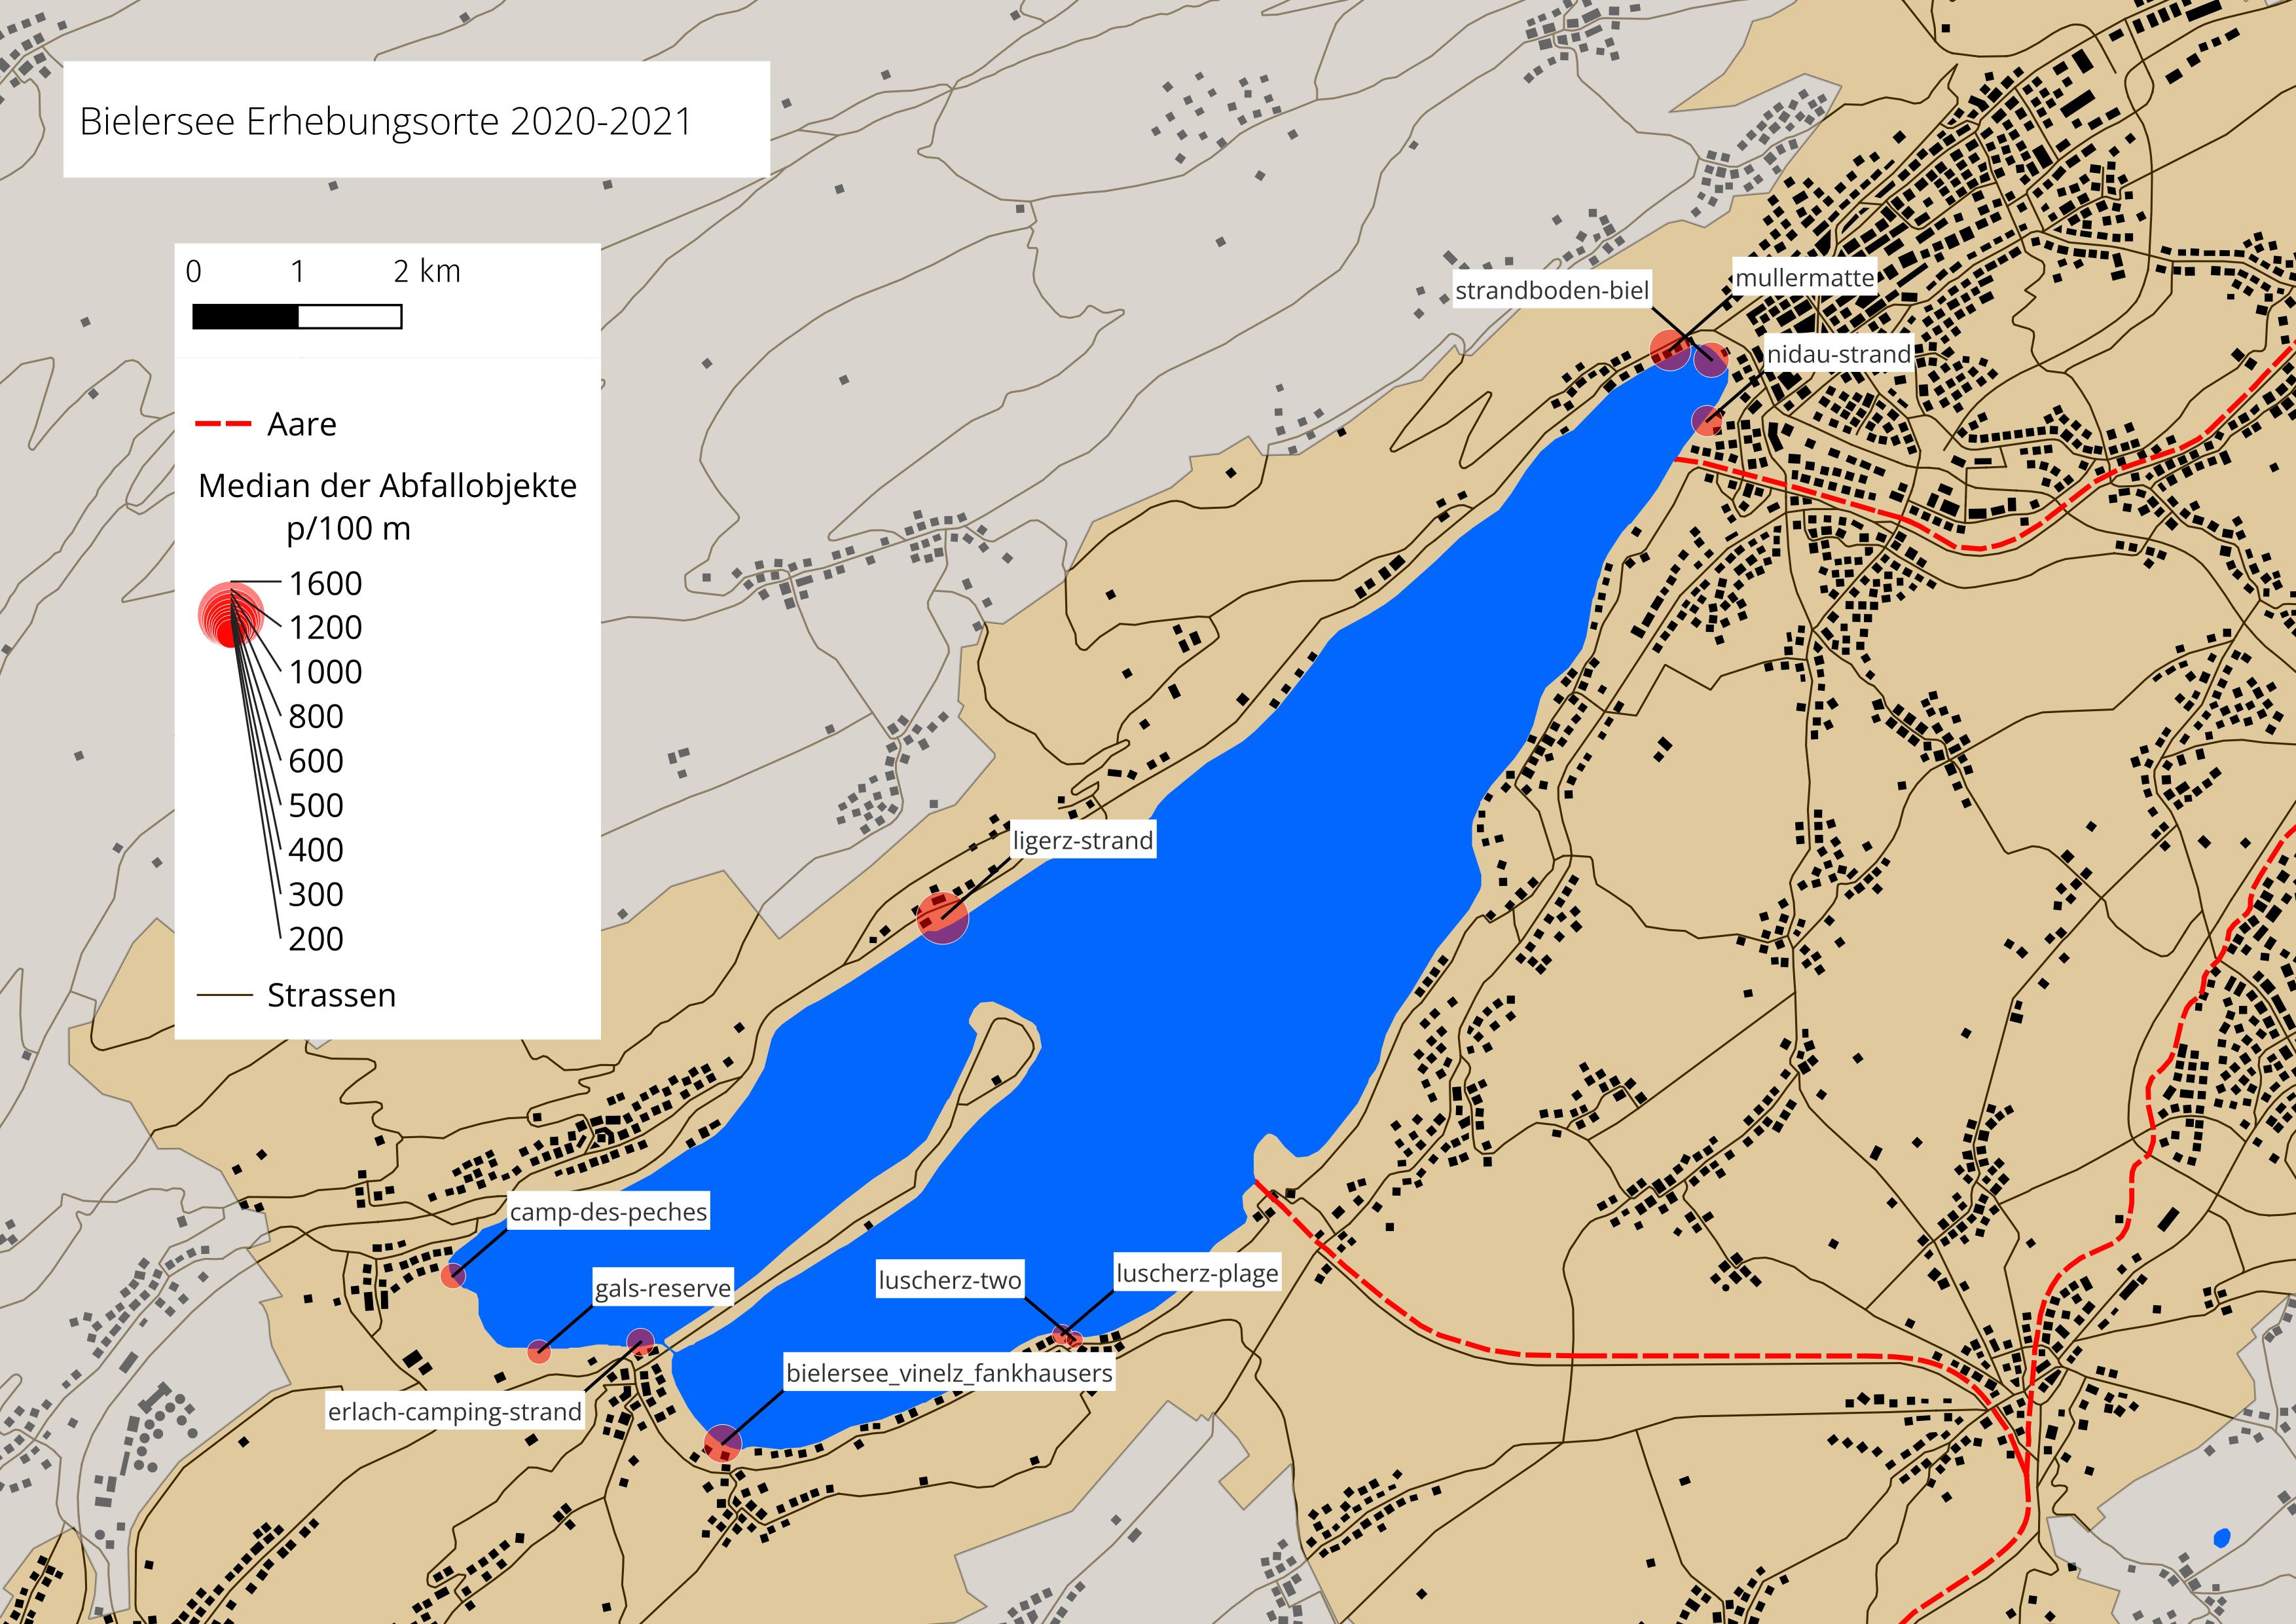 Bielersee Erhebungsorte 2020-2021
0 1 2 km
Aare
Median der Abfallobjekte
p/100 m
1600
1200
1000
800
600
500
400
300
200
Strassen
mullermatte
strandboden-biel
nidau-strand
ligerz-strand
camp-des-peches
gals-reserve
luscherz-two
luscherz-plage
bielersee_vinelz_fankhausers
erlach-camping-strand